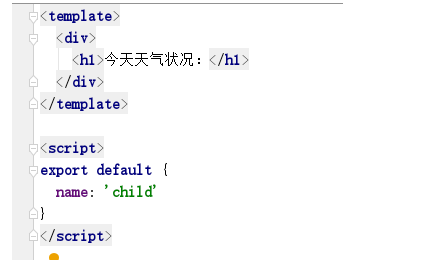 <template>
  <div>
    <h1>今天天气状况：</h1>
  </div>
</template>

<script>
export default {
  name: 'child'
}
</script>